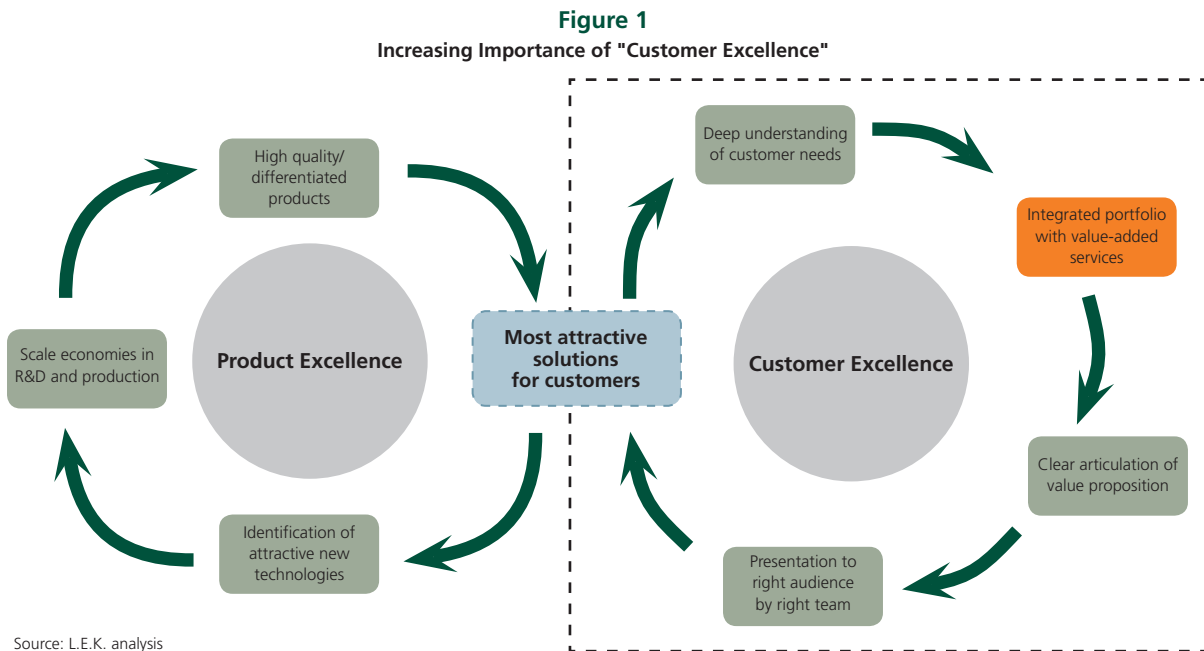 Figure 1
Increasing Importance of "Customer Excellence"
High quality/
differentiated
products
Scale economies in
R&D and production
Product Excellence
Identification of
attractive new
technologies
Most attractive
solutions
for customers
Deep understanding
of customer needs
Integrated portfolio
with value-added
services
Customer Excellence
Clear articulation of
value proposition
Presentation to
right audience
by right team
Source: L.E.K. analysis